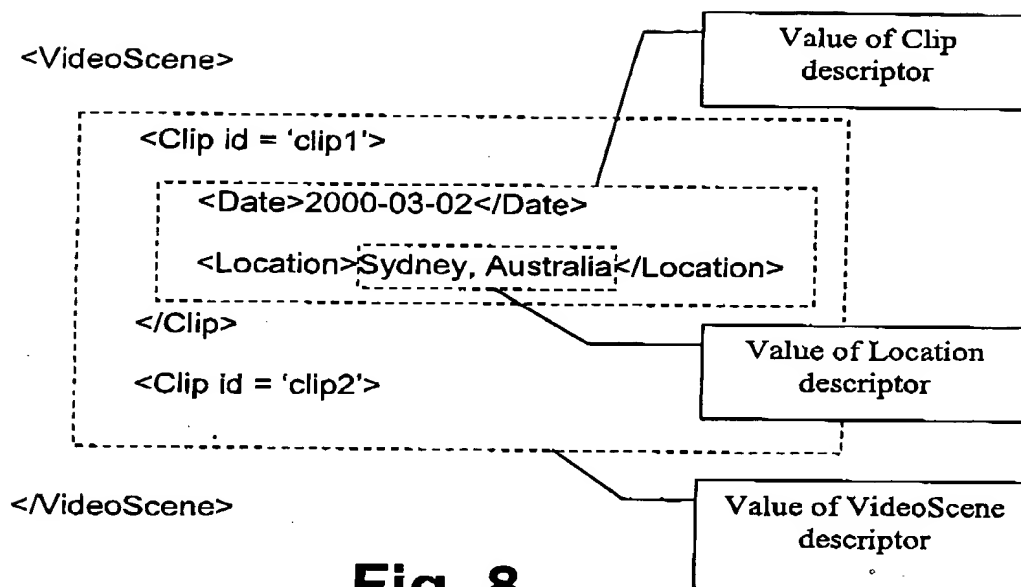 Value of Clip
descriptor
<VideoScene>
<Clip id = 'clip1'>
<Date>2000-03-02</Date>
<Location>Sydney, Australia</Location>
</Clip>
Value of Location
descriptor
<Clip id = 'clip2'>
</VideoScene>
Value of VideoScene
descriptor
Fig. 8